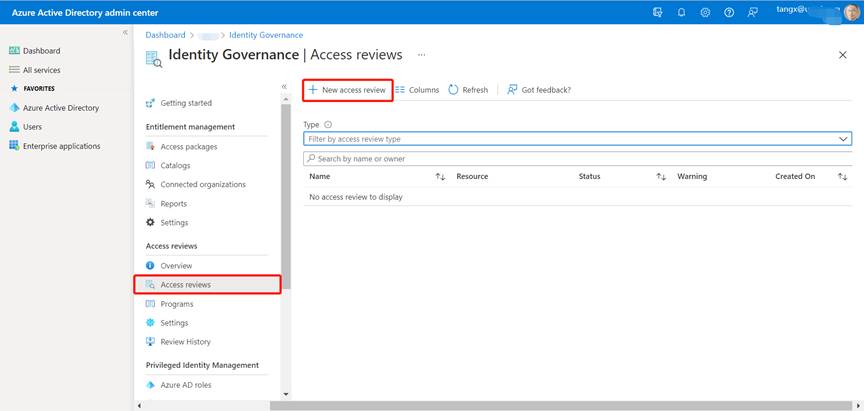 Azure Active Directory admin center
tangx@
Dashboard
All services
FAVORITES
Azure Active Directory
Users
Enterprise applications
Dashboard > > Identity Governance
Identity Governance | Access reviews ...
Getting started
Entitlement management
Access packages
Catalogs
Connected organizations
Reports
Settings
Access reviews
Overview
Access reviews
Programs
Settings
Review History
Privileged Identity Management
Azure AD roles
New access review Columns Refresh Got feedback?
Type
Filter by access review type
Search by name or owner
Name Resource Status Warning Created On
No access review to display